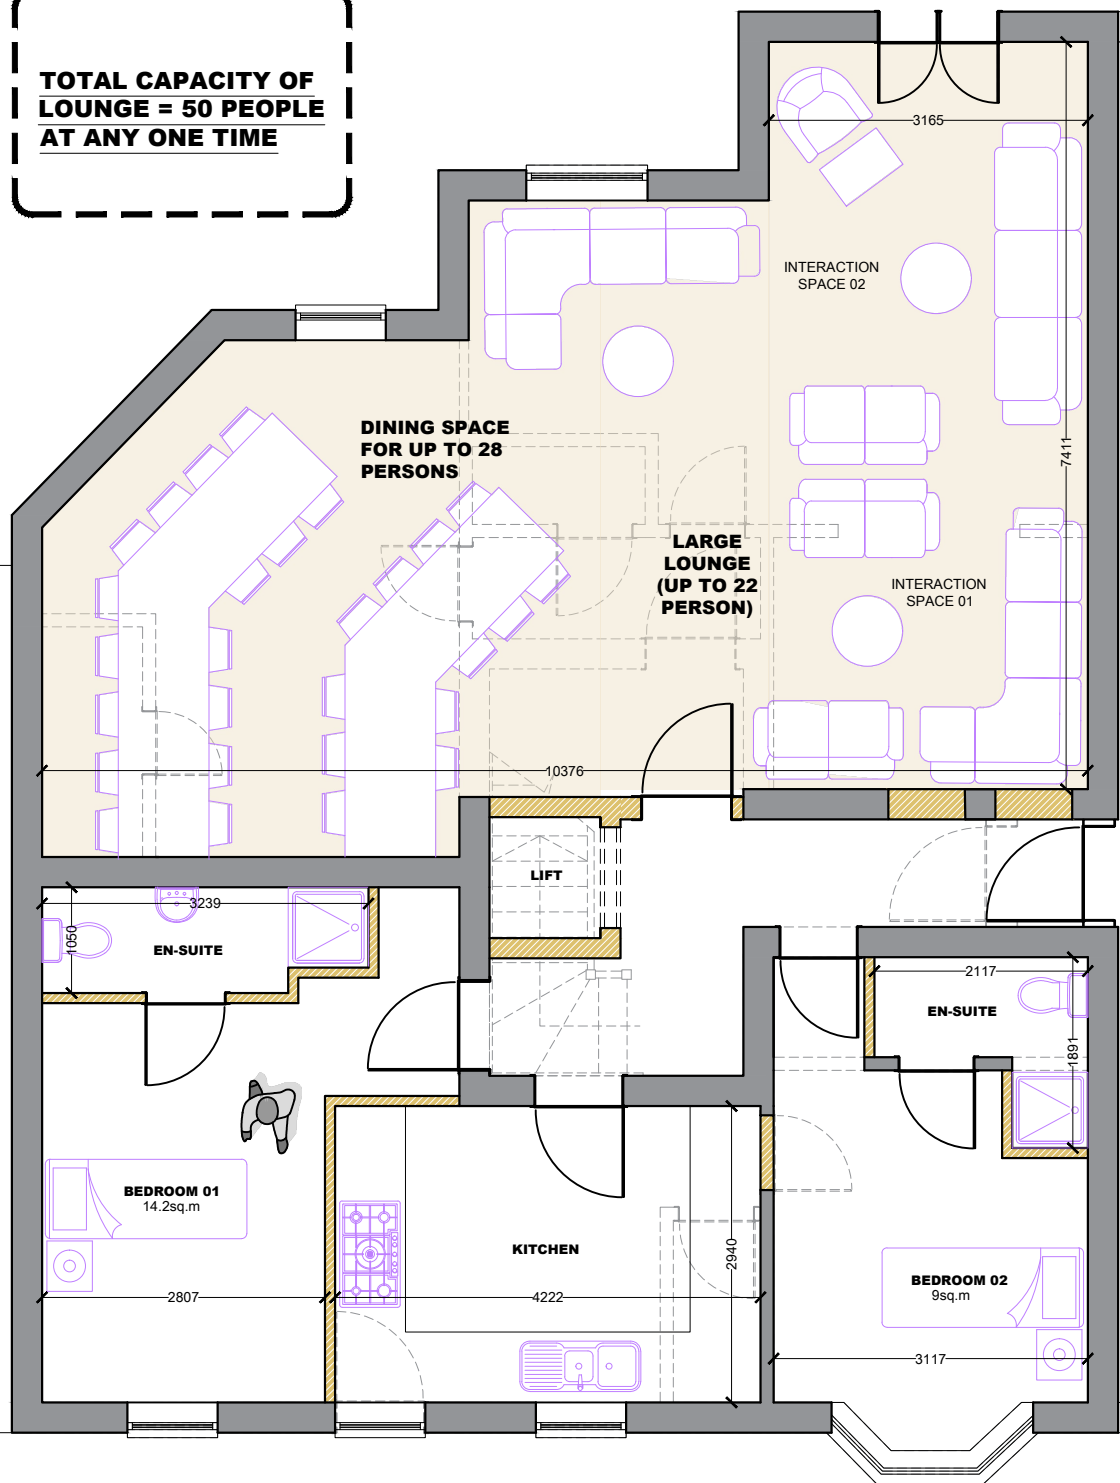 TOTAL CAPACITY OF
LOUNGE = 50 PEOPLE
AT ANY ONE TIME
3165
INTERACTION
SPACE 02
DINING SPACE
FOR UP TO 28
PERSONS
7411
LARGE
LOUNGE
(UP TO 22
PERSON)
INTERACTION
SPACE 01
10376
LIFT
3239
1050
EN-SUITE
2117
EN-SUITE
1891
BEDROOM 01
14.2sq.m
KITCHEN
2940
BEDROOM 02
9sq.m
2807
4222
3117